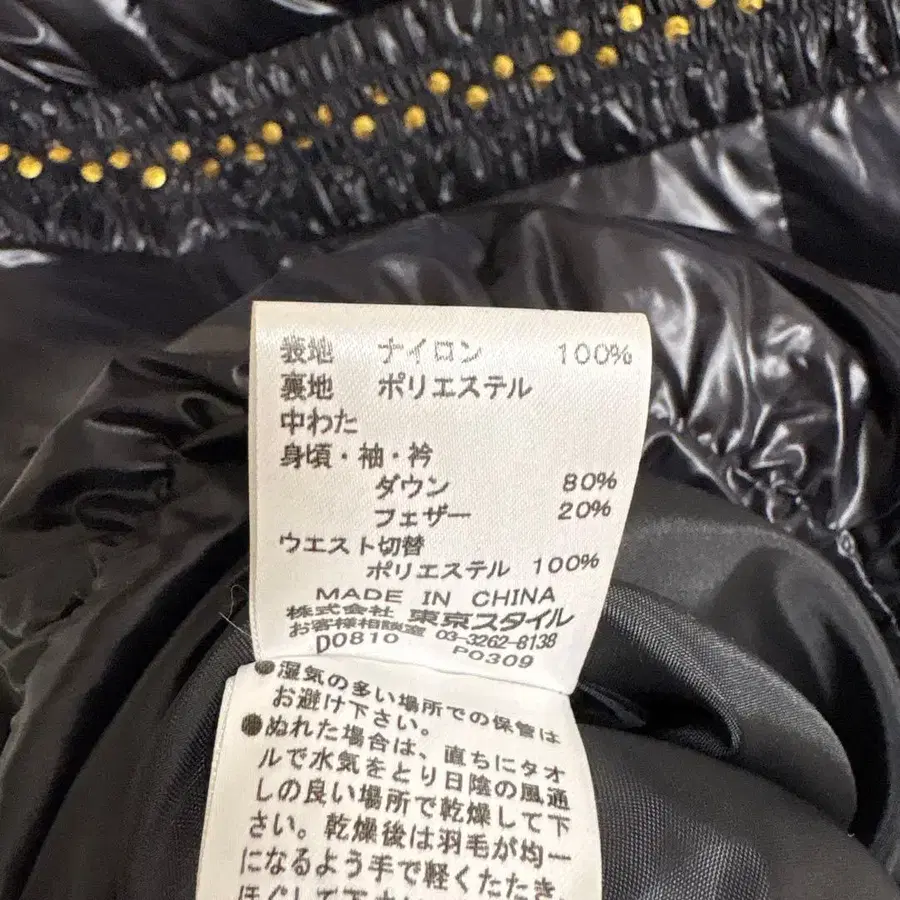 表地 ナイロン 100%
裏地 ポリエステル
中わた
身頃・袖・衿
ダウン 80%
フェザー 20%
ウエスト切替
ポリエステル 100%
MADE IN CHINA
株式会社 東京スタイル
お客様相談室 03-3262-8138
D0810 P0309
●湿気の多い場所での保管は
お避け下さい。
●ぬれた場合は、直ちにタオ
ルで水気をとり日陰の風通
しの良い場所で乾燥して下
さい。乾燥後は羽毛が均一
になるよう手で軽くたたき、
ほぐして下